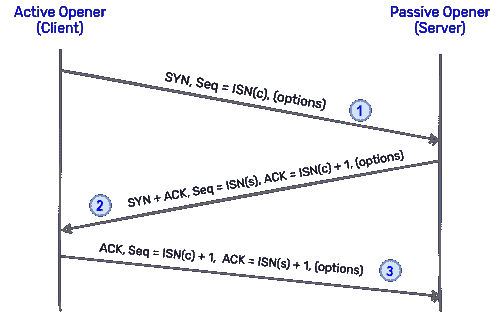 Active Opener
(Client)
Passive Opener
(Server)
SYN, Seq = ISN(c), (options)
1
2
SYN + ACK, Seq = ISN(s), ACK = ISN(c) + 1, (options)
ACK, Seq = ISN(c) + 1, ACK = ISN(s) + 1, (options)
3